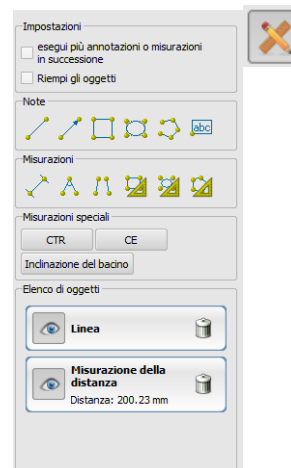 Impostazioni
esegui più annotazioni o misurazioni
in successione
Riempi gli oggetti
Note
abc
Misurazioni
Misurazioni speciali
CTR CE
Inclinazione del bacino
Elenco di oggetti
Linea
Misurazione della
distanza
Distanza: 200.23 mm